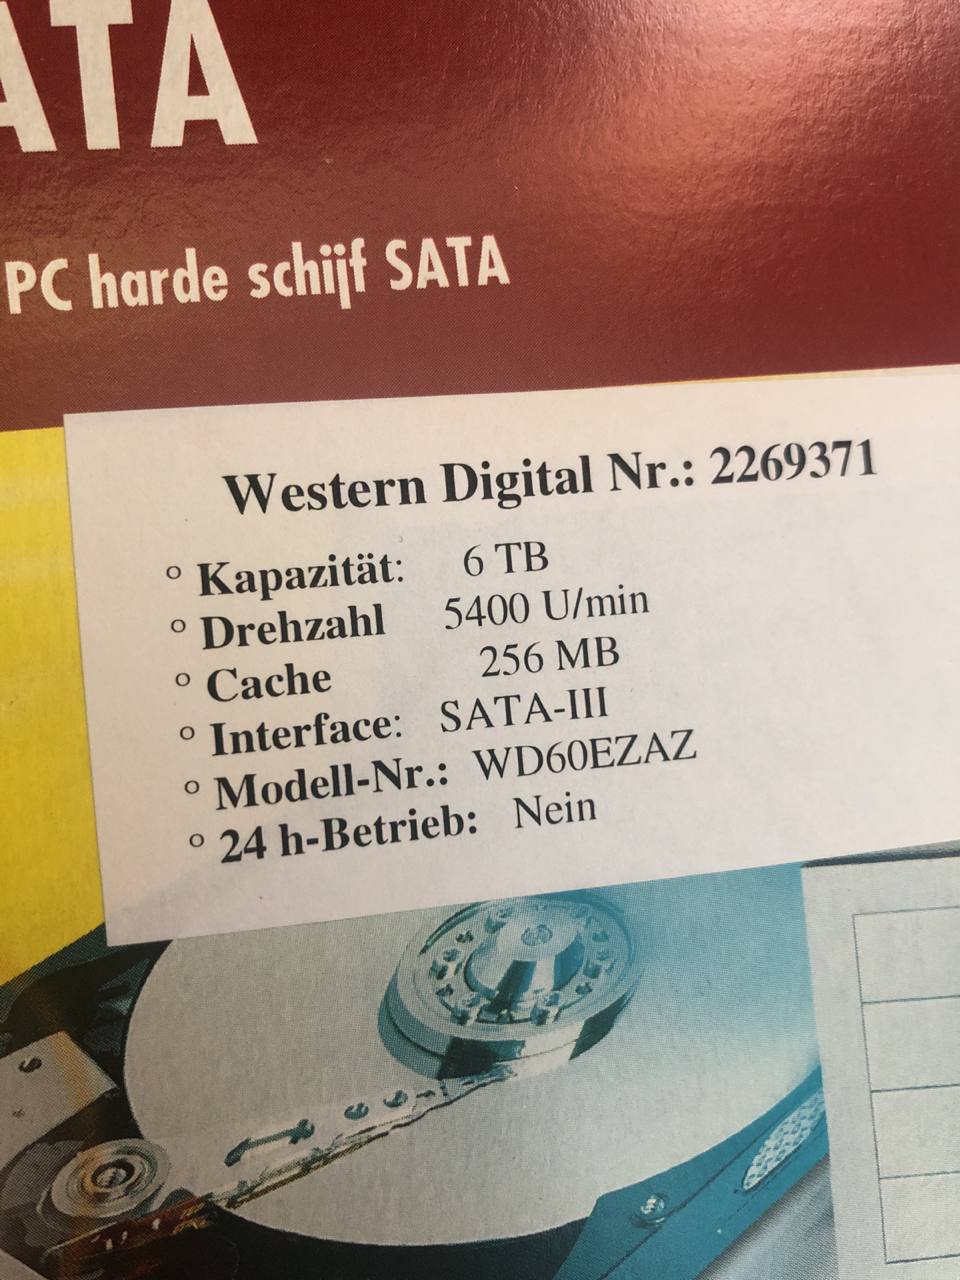 ATA
PC harde schijf SATA
Western Digital Nr.: 2269371
° Kapazität: 6 TB
° Drehzahl 5400 U/min
° Cache 256 MB
° Interface: SATA-III
° Modell-Nr.: WD60EZAZ
° 24 h-Betrieb: Nein